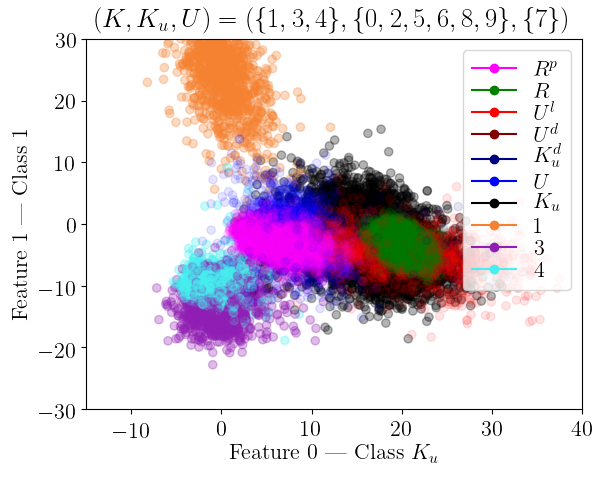 (K, K_u, U) = ({1, 3, 4}, {0, 2, 5, 6, 8, 9}, {7})
30
20
10
0
−10
−20
−30
Feature 1 — Class 1
R^p
R
U^l
U^d
K_u^d
U
K_u
1
3
4
−10
0
10
20
30
40
Feature 0 — Class K_u